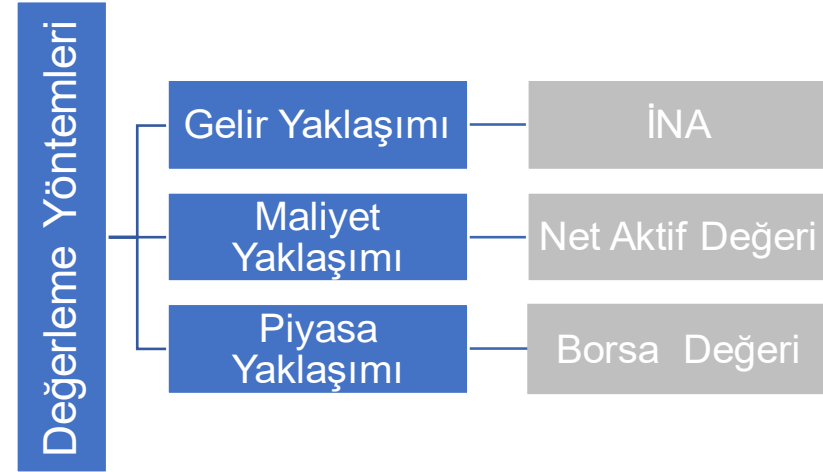 Değerleme Yöntemleri
Gelir Yaklaşımı
İNA
Maliyet
Yaklaşımı
Net Aktif Değeri
Piyasa
Yaklaşımı
Borsa Değeri